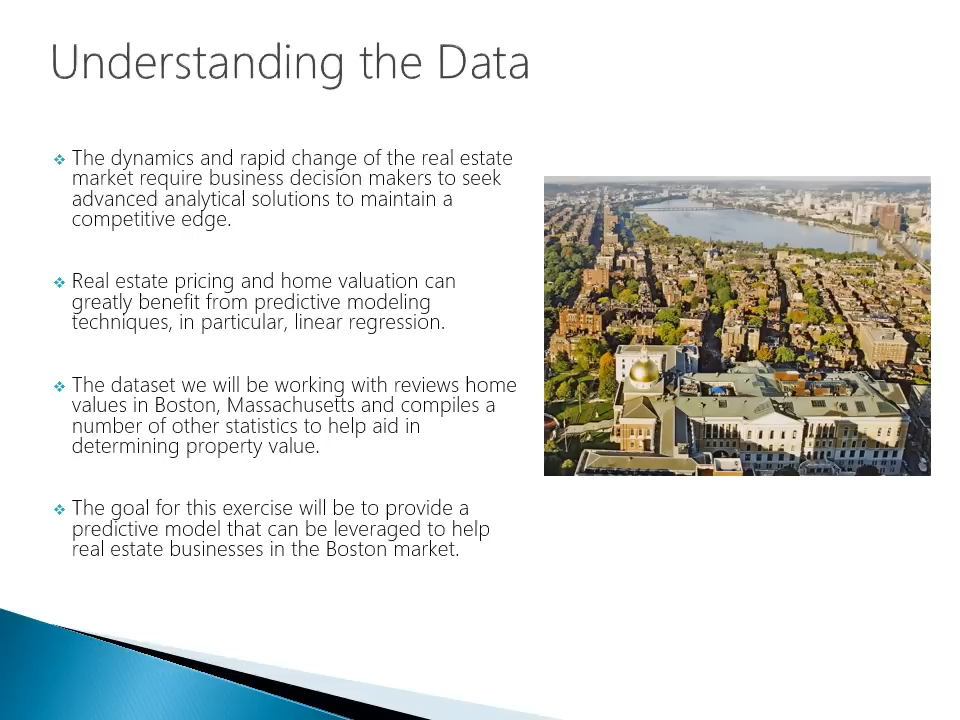 Understanding the Data
❖ The dynamics and rapid change of the real estate
market require business decision makers to seek
advanced analytical solutions to maintain a
competitive edge.
❖ Real estate pricing and home valuation can
greatly benefit from predictive modeling
techniques, in particular, linear regression.
❖ The dataset we will be working with reviews home
values in Boston, Massachusetts and compiles a
number of other statistics to help aid in
determining property value.
❖ The goal for this exercise will be to provide a
predictive model that can be leveraged to help
real estate businesses in the Boston market.